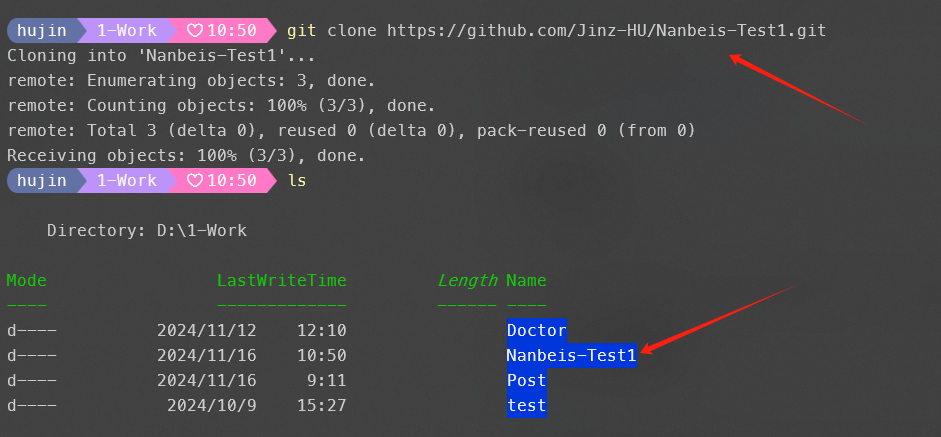 hujin 1-Work ♡10:50 git clone https://github.com/Jinz-HU/Nanbeis-Test1.git
Cloning into 'Nanbeis-Test1'...
remote: Enumerating objects: 3, done.
remote: Counting objects: 100% (3/3), done.
remote: Total 3 (delta 0), reused 0 (delta 0), pack-reused 0 (from 0)
Receiving objects: 100% (3/3), done.
hujin 1-Work ♡10:50 ls
Directory: D:\1-Work
Mode LastWriteTime Length Name
---- ------------- ------ ----
d---- 2024/11/12 12:10 Doctor
d---- 2024/11/16 10:50 Nanbeis-Test1
d---- 2024/11/16 9:11 Post
d---- 2024/10/9 15:27 test